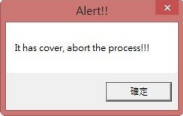 Alert!!
It has cover, abort the process!!!
確定